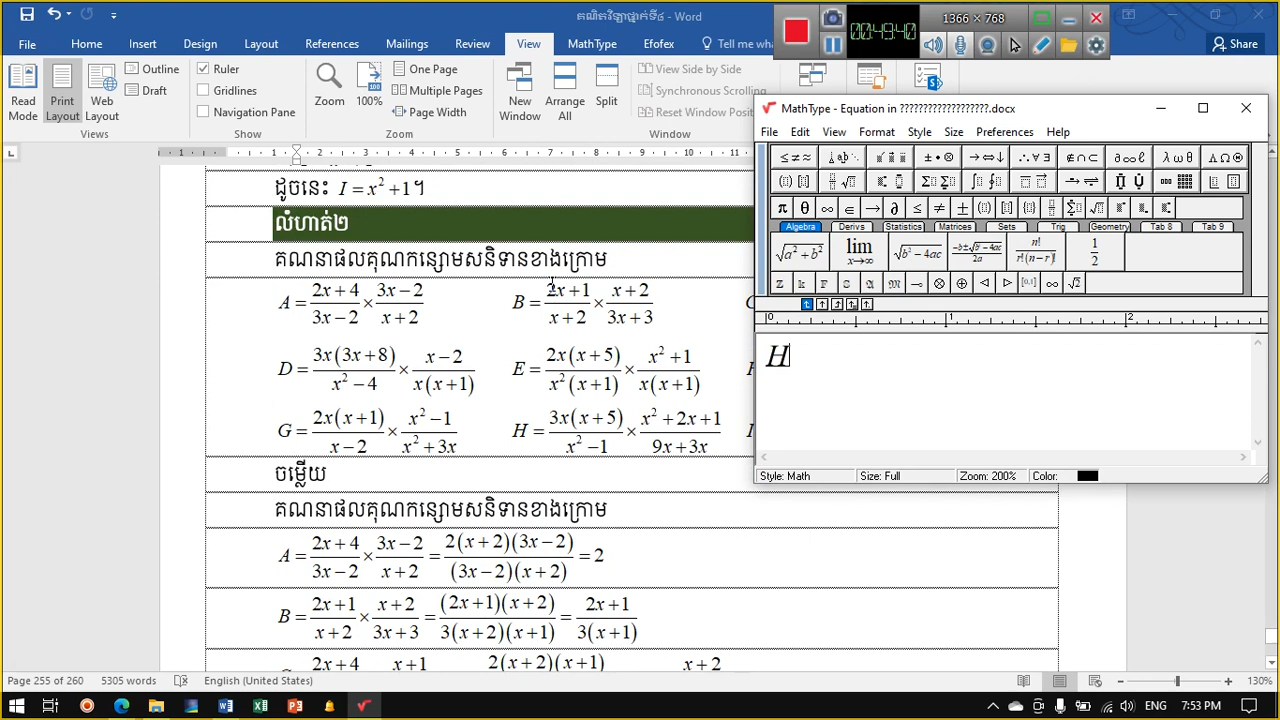 គណិតវិទ្យាថ្នាក់ទី៨ - Word
1366 × 768
00:49:40
File Home Insert Design Layout References Mailings Review View MathType Efofex Tell me Share
Read Mode
Print Layout
Web Layout
Outline
Draft
Views
Ruler
Gridlines
Navigation Pane
Show
Zoom
100%
One Page
Multiple Pages
Page Width
Zoom
New Window
Arrange All
Split
View Side by Side
Synchronous Scrolling
Reset Window Position
Window
MathType - Equation in ???????????????????.docx
File Edit View Format Style Size Preferences Help
Algebra Derivs Statistics Matrices Sets Trig Geometry Tab 8 Tab 9
H
Style: Math Size: Full Zoom: 200% Color:
ដូចនេះ I = x² + 1។
លំហាត់២
គណនាផលគុណកន្សោមសនិទានខាងក្រោម
A = (2x + 4)/(3x − 2) × (3x − 2)/(x + 2) B = (2x + 1)/(x + 2) × (x + 2)/(3x + 3)
D = 3x(3x + 8)/(x² − 4) × (x − 2)/(x(x + 1)) E = 2x(x + 5)/(x²(x + 1)) × (x² + 1)/(x(x + 1))
G = 2x(x + 1)/(x − 2) × (x² − 1)/(x² + 3x) H = 3x(x + 5)/(x² − 1) × (x² + 2x + 1)/(9x + 3x)
ចម្លើយ
គណនាផលគុណកន្សោមសនិទានខាងក្រោម
A = (2x + 4)/(3x − 2) × (3x − 2)/(x + 2) = 2(x + 2)(3x − 2)/((3x − 2)(x + 2)) = 2
B = (2x + 1)/(x + 2) × (x + 2)/(3x + 3) = (2x + 1)(x + 2)/(3(x + 2)(x + 1)) = (2x + 1)/(3(x + 1))
2x + 4 x + 1 2(x + 2)(x + 1) x + 2
Page 255 of 260 5305 words English (United States) 130%
ENG 7:53 PM